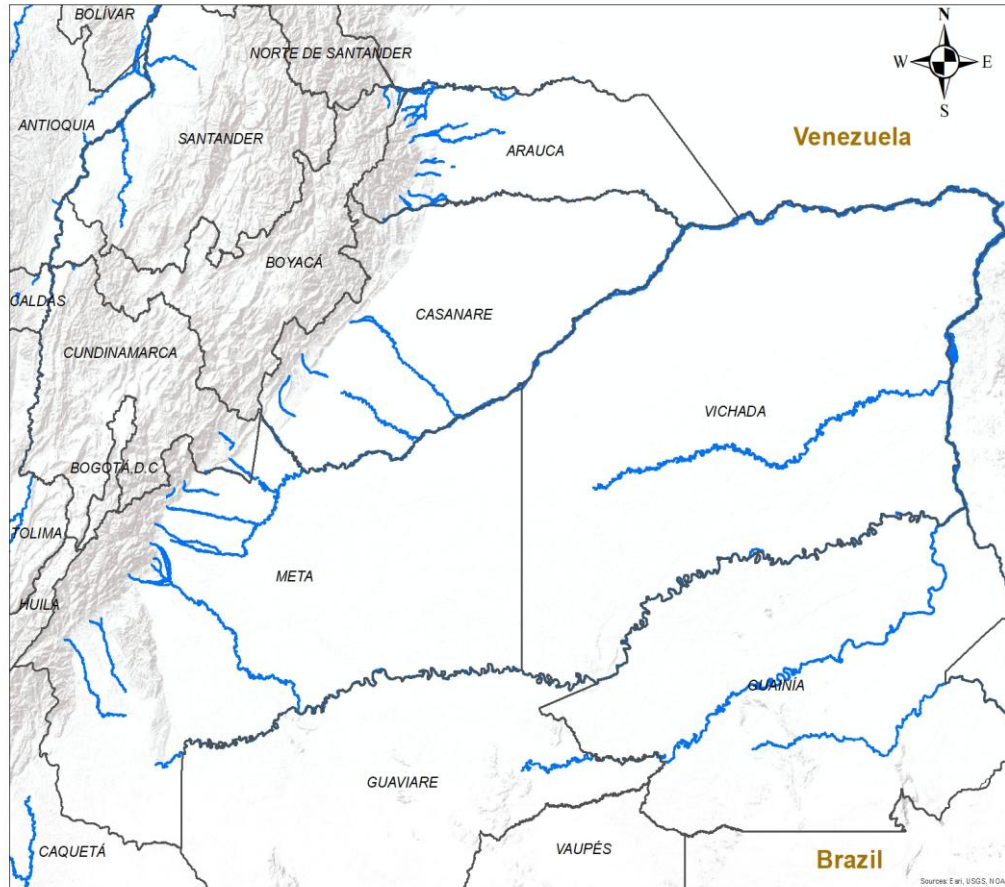 BOLÍVAR
NORTE DE SANTANDER
N
W
E
S
ANTIOQUIA
SANTANDER
ARAUCA
Venezuela
BOYACÁ
CALDAS
CASANARE
CUNDINAMARCA
VICHADA
BOGOTÁ, D.C
TOLIMA
META
HUILA
GUAINÍA
GUAVIARE
VAUPÉS
CAQUETÁ
Brazil
Sources: Esri, USGS, NOA